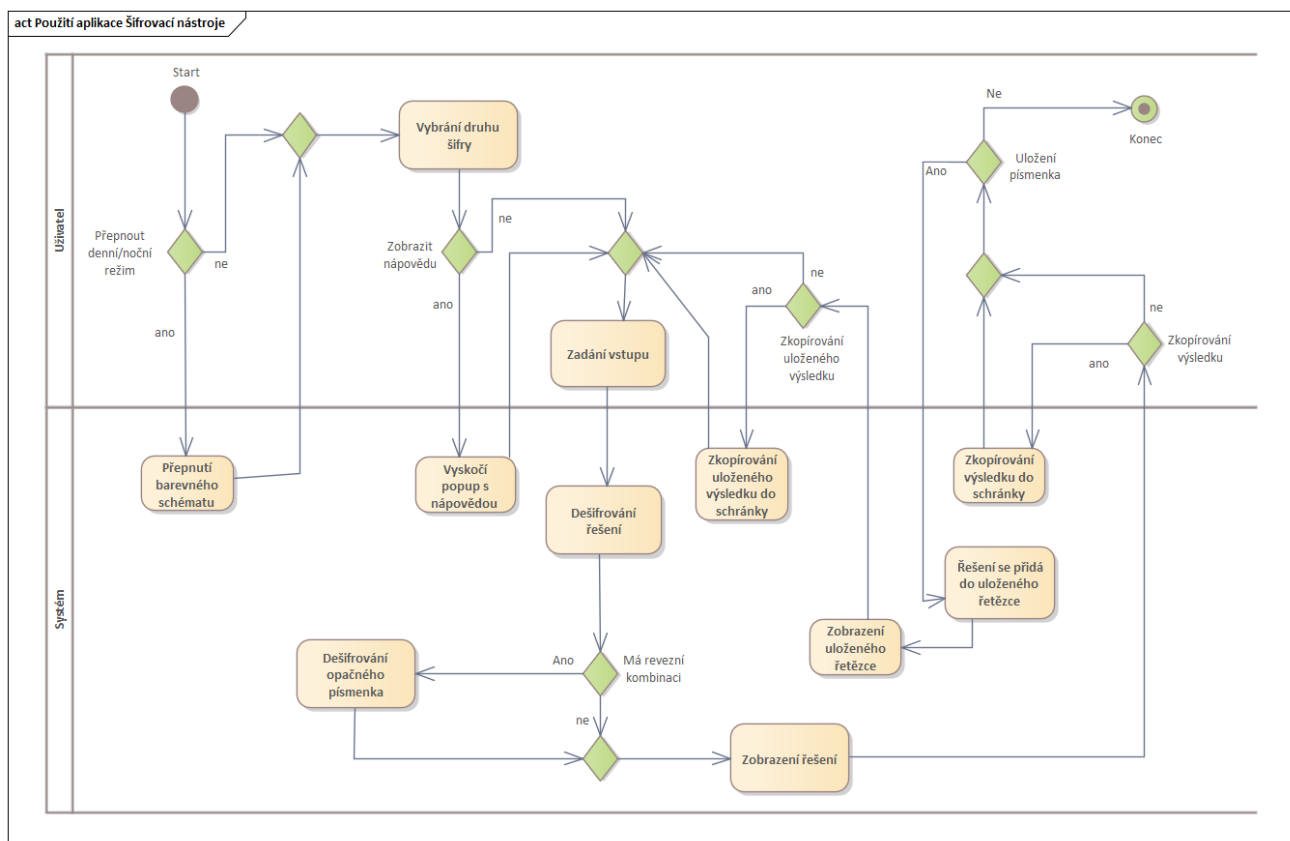 act Použití aplikace Šifrovací nástroje
Uživatel
Systém
Start
Přepnout
denní/noční
režim
ne
ano
Vybrání druhu
šifry
Zobrazit
nápovědu
ne
ano
Zadání vstupu
ne
ano
Zkopírování
uloženého
výsledku
Ne
Konec
Ano
Uložení
písmenka
ne
ano
Zkopírování
výsledku
Přepnutí
barevného
schématu
Vyskočí
popup s
nápovědou
Zkopírování
uloženého
výsledku do
schránky
Zkopírování
výsledku do
schránky
Dešifrování
řešení
Řešení se přidá
do uloženého
řetězce
Zobrazení
uloženého
řetězce
Dešifrování
opačného
písmenka
Ano
Má revezní
kombinaci
ne
Zobrazení řešení